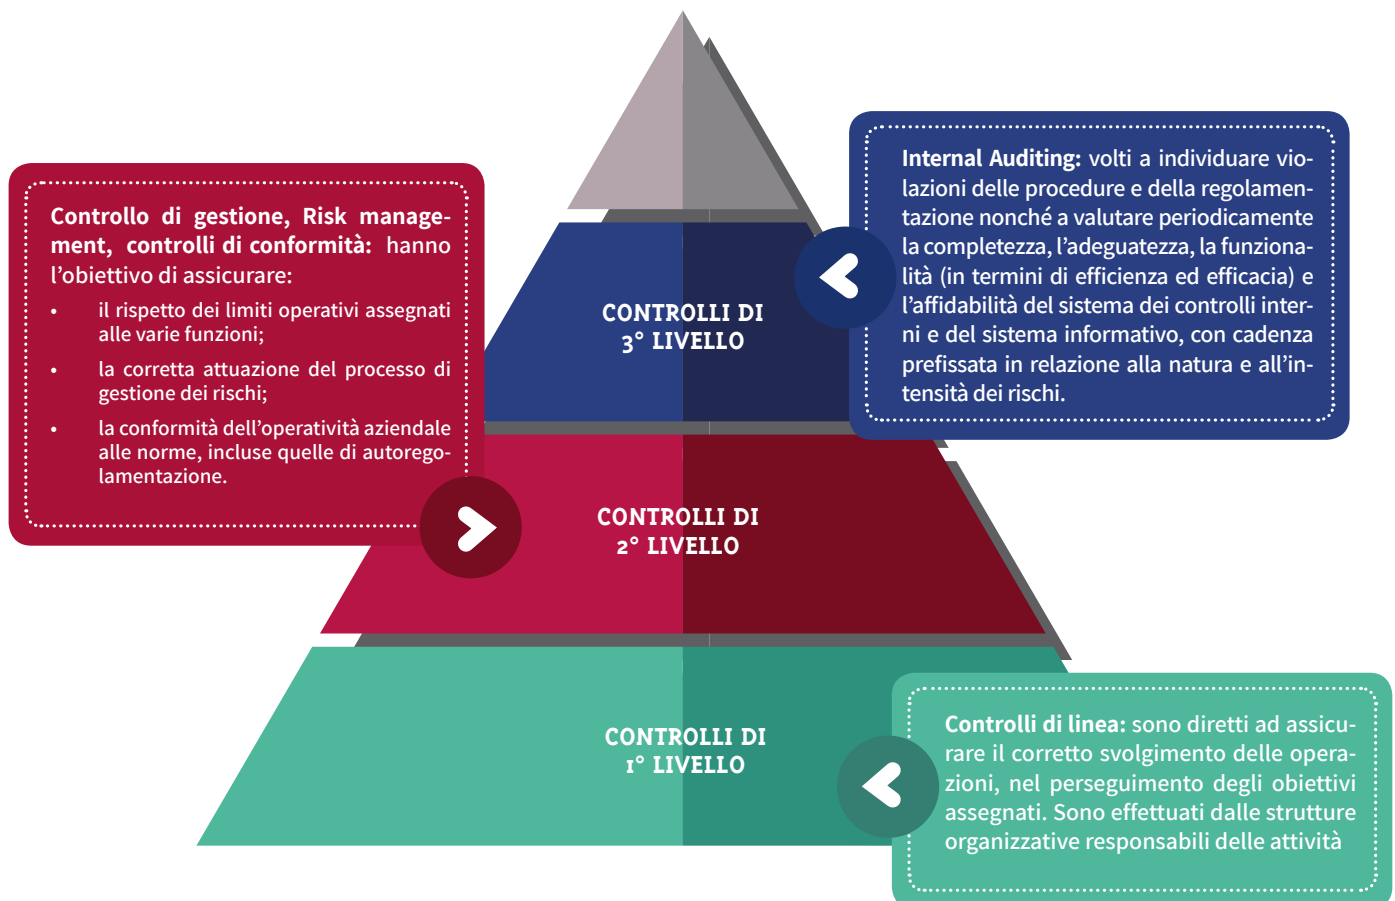 Internal Auditing: volti a individuare vio-
lazioni delle procedure e della regolamen-
tazione nonché a valutare periodicamente
la completezza, l’adeguatezza, la funziona-
lità (in termini di efficienza ed efficacia) e
l’affidabilità del sistema dei controlli inter-
ni e del sistema informativo, con cadenza
prefissata in relazione alla natura e all’in-
tensità dei rischi.
Controllo di gestione, Risk manage-
ment, controlli di conformità: hanno
l’obiettivo di assicurare:
• il rispetto dei limiti operativi assegnati
alle varie funzioni;
• la corretta attuazione del processo di
gestione dei rischi;
• la conformità dell’operatività aziendale
alle norme, incluse quelle di autorego-
lamentazione.
CONTROLLI DI
3° LIVELLO
CONTROLLI DI
2° LIVELLO
CONTROLLI DI
1° LIVELLO
Controlli di linea: sono diretti ad assicu-
rare il corretto svolgimento delle opera-
zioni, nel perseguimento degli obiettivi
assegnati. Sono effettuati dalle strutture
organizzative responsabili delle attività